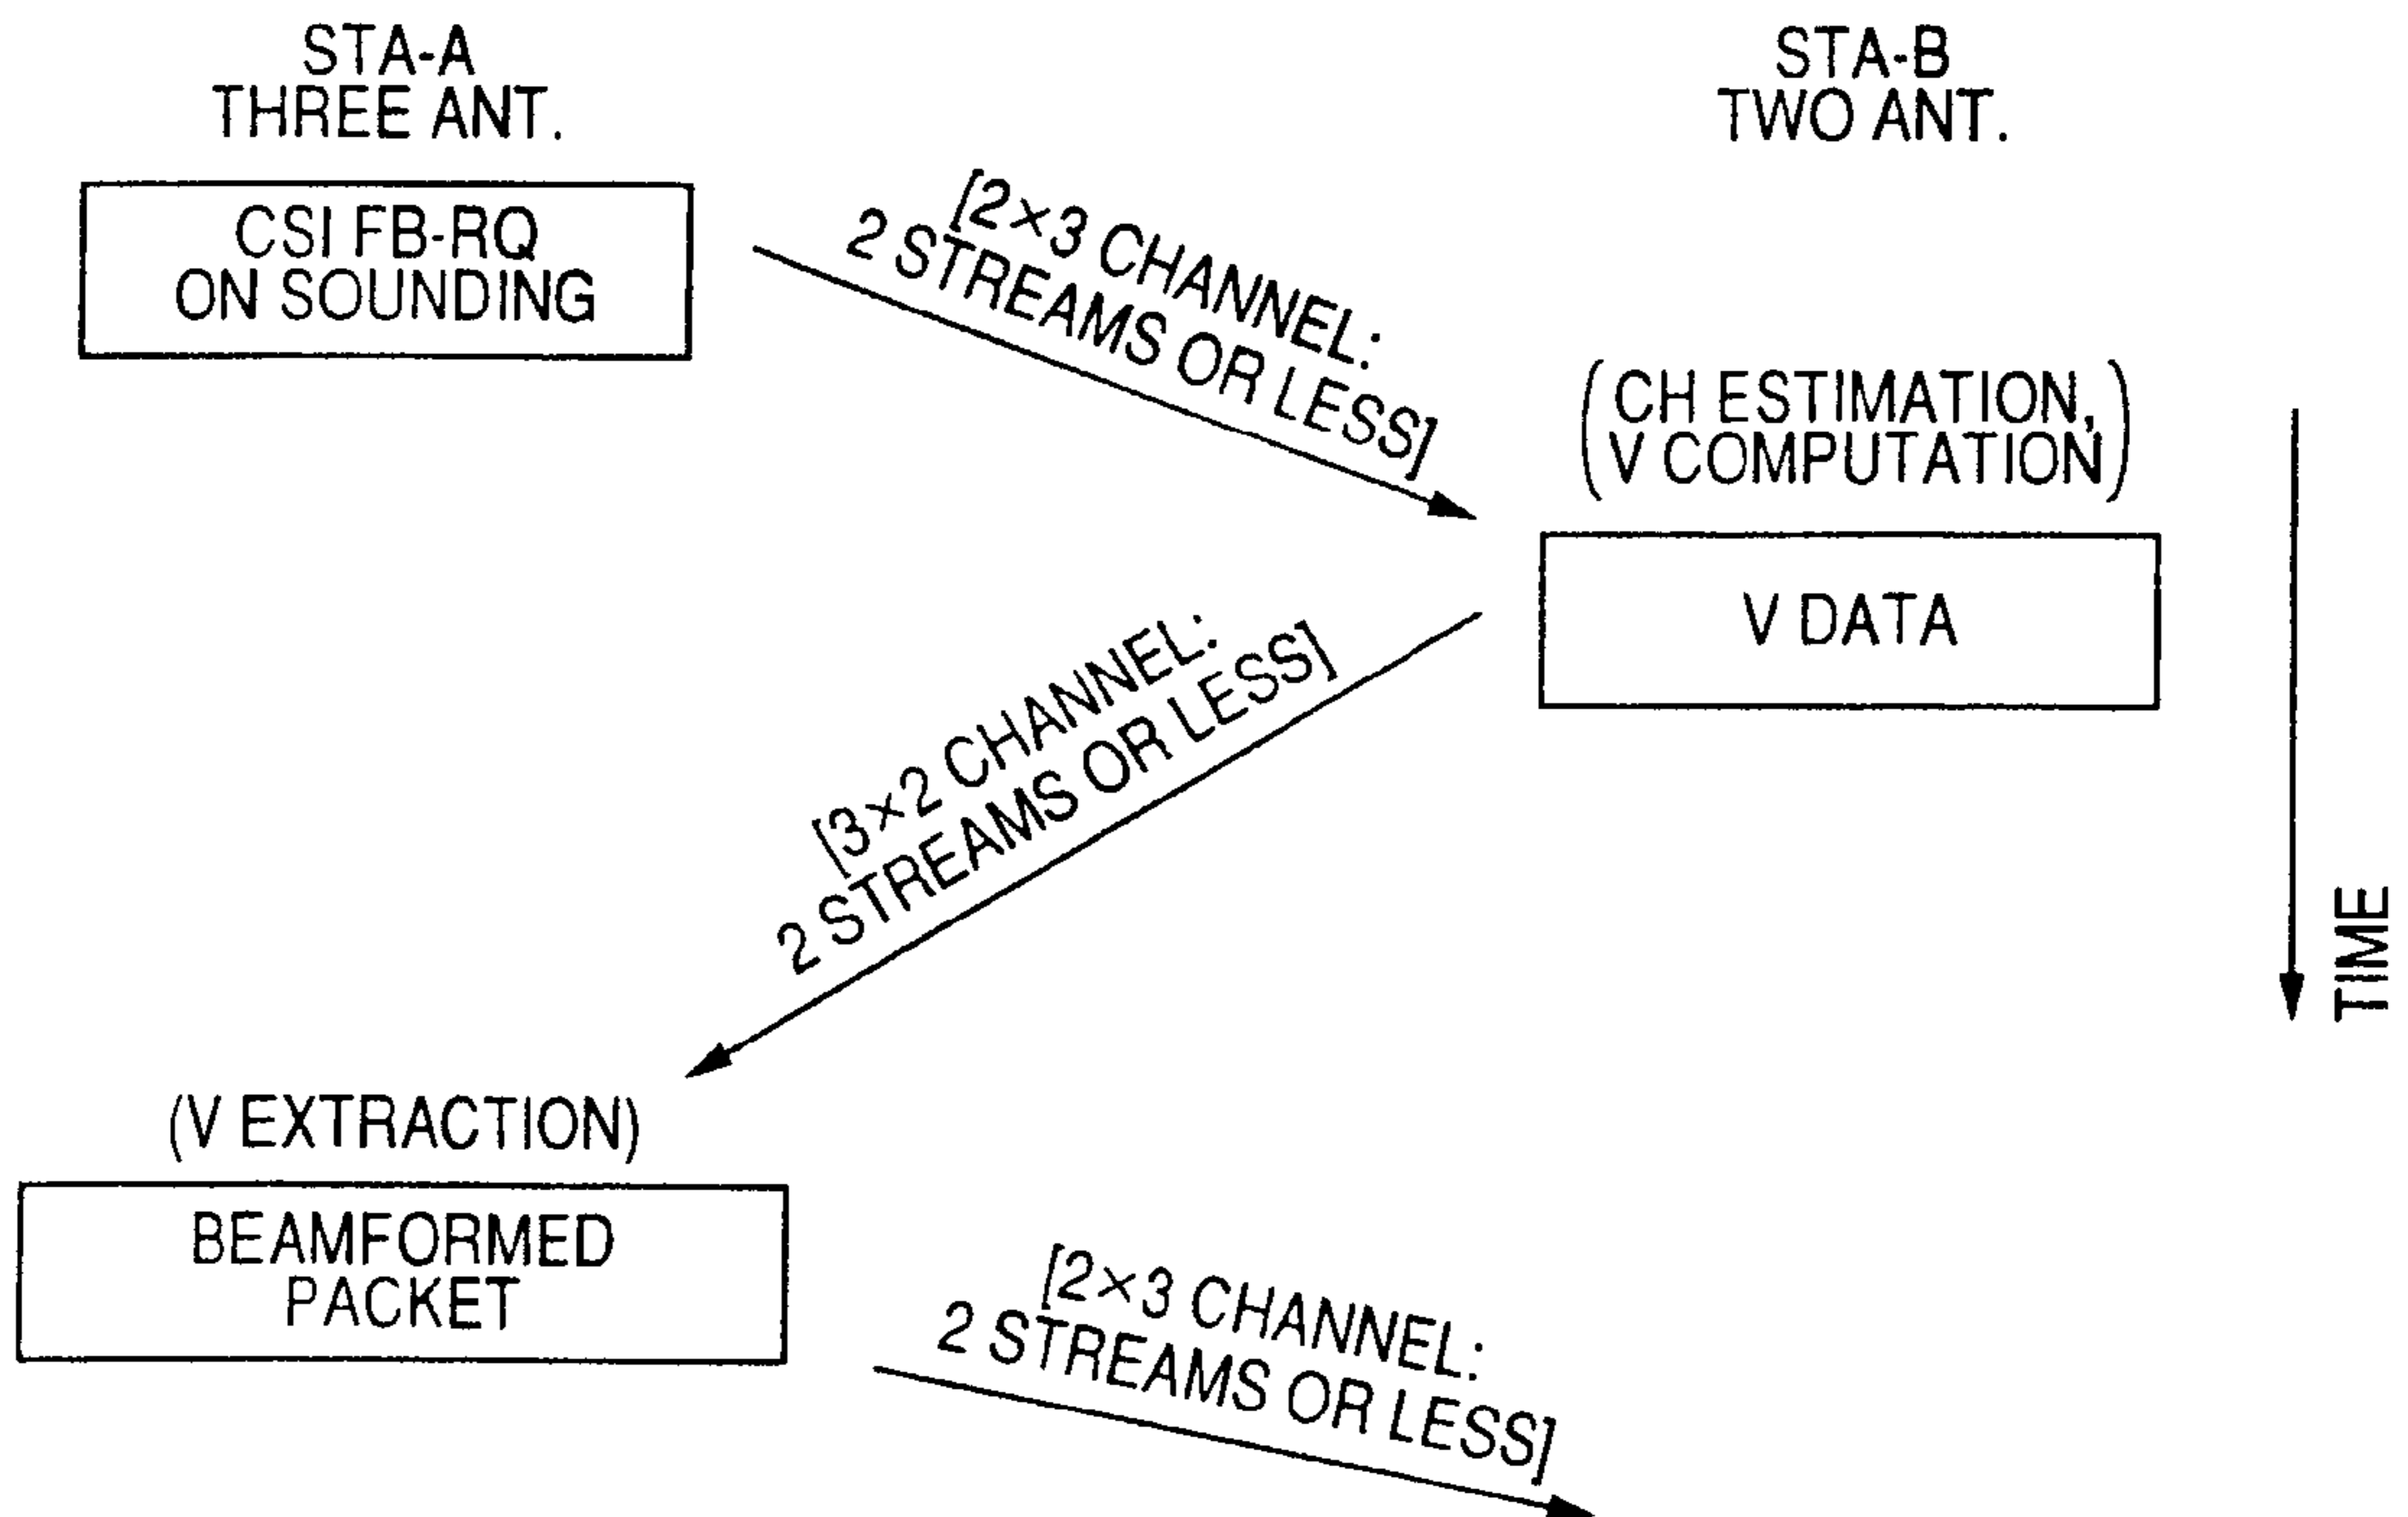 STA-A
THREE ANT.
STA-B
TWO ANT.
CSI FB-RQ
ON SOUNDING
[2×3 CHANNEL:
2 STREAMS OR LESS]
(CH ESTIMATION,
V COMPUTATION)
V DATA
[3×2 CHANNEL:
2 STREAMS OR LESS]
TIME
(V EXTRACTION)
BEAMFORMED
PACKET
[2×3 CHANNEL:
2 STREAMS OR LESS]